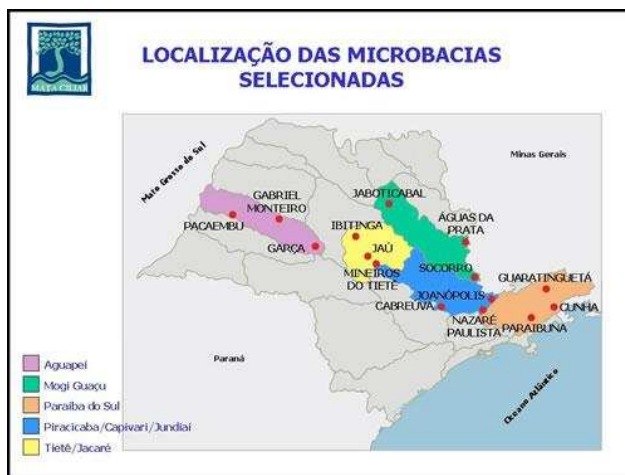 MATA CILIAR
LOCALIZAÇÃO DAS MICROBACIAS
SELECIONADAS
Mato Grosso do Sul
Minas Gerais
JABOTICABAL
GABRIEL
MONTEIRO
PACAEMBU
GARÇA
IBITINGA
ÁGUAS DA
PRATA
JAÚ
MINEIROS
DO TIETÊ
SOCORRO
GUARATINGUETÁ
JOANÓPOLIS
CABREUVA
NAZARÉ
PAULISTA
CUNHA
PARAIBUNA
Paraná
Oceano Atlântico
Aguapeí
Mogi Guaçu
Paraíba do Sul
Piracicaba/Capivari/Jundiaí
Tietê/Jacaré